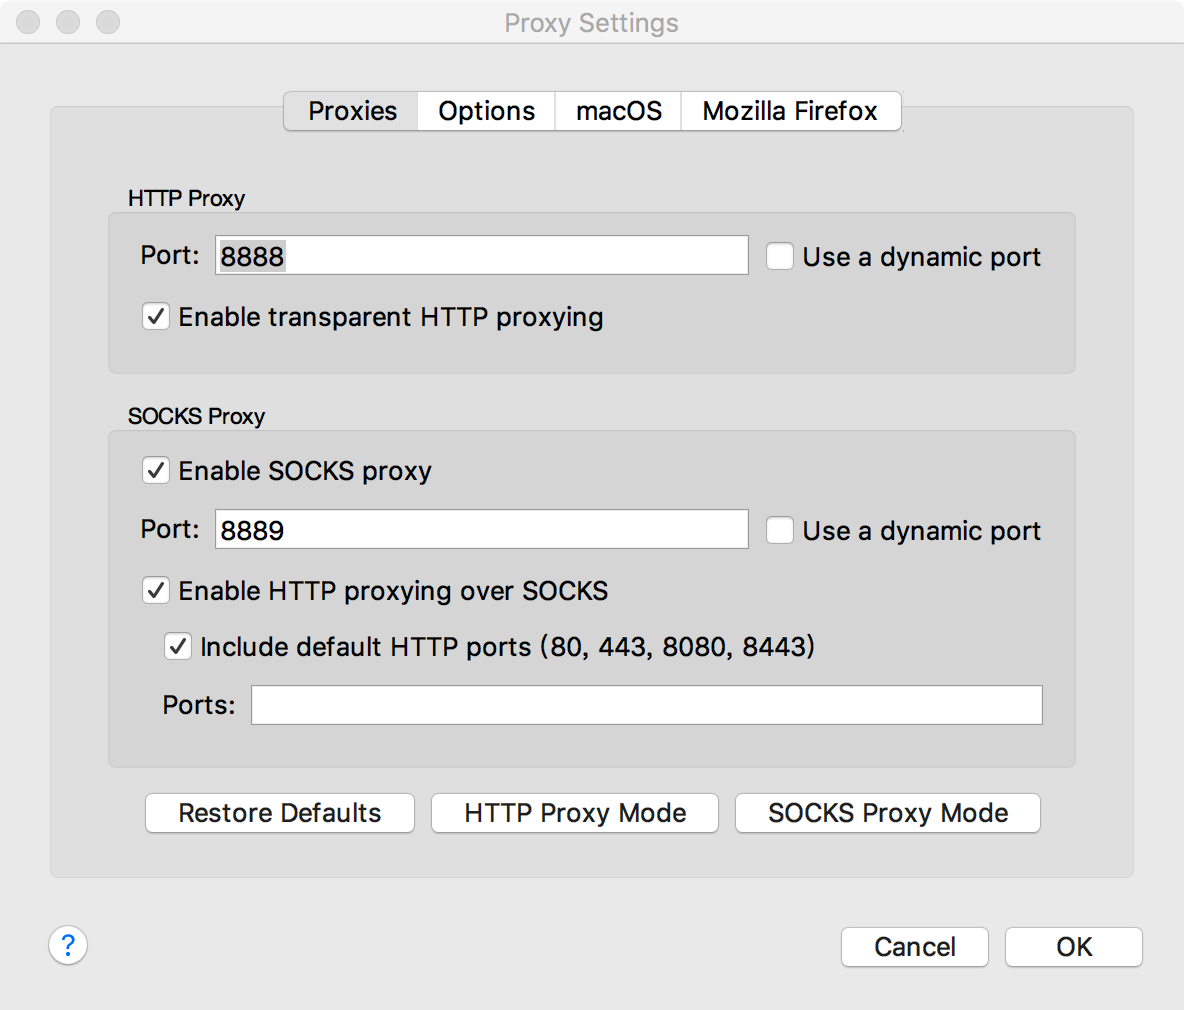 Proxy Settings
Proxies Options macOS Mozilla Firefox
HTTP Proxy
Port: 8888 Use a dynamic port
Enable transparent HTTP proxying
SOCKS Proxy
Enable SOCKS proxy
Port: 8889 Use a dynamic port
Enable HTTP proxying over SOCKS
Include default HTTP ports (80, 443, 8080, 8443)
Ports:
Restore Defaults HTTP Proxy Mode SOCKS Proxy Mode
? Cancel OK